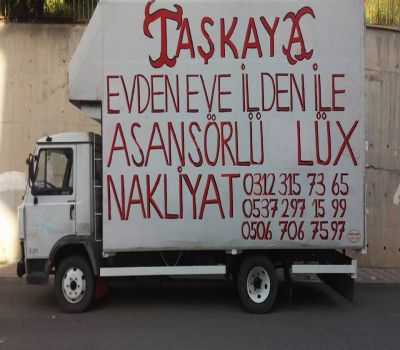 TAŞKAYA
EVDEN EVE İLDEN İLE
ASANSÖRLÜ LÜX
NAKLİYAT 0312 315 73 65
0537 297 15 99
0506 706 75 97